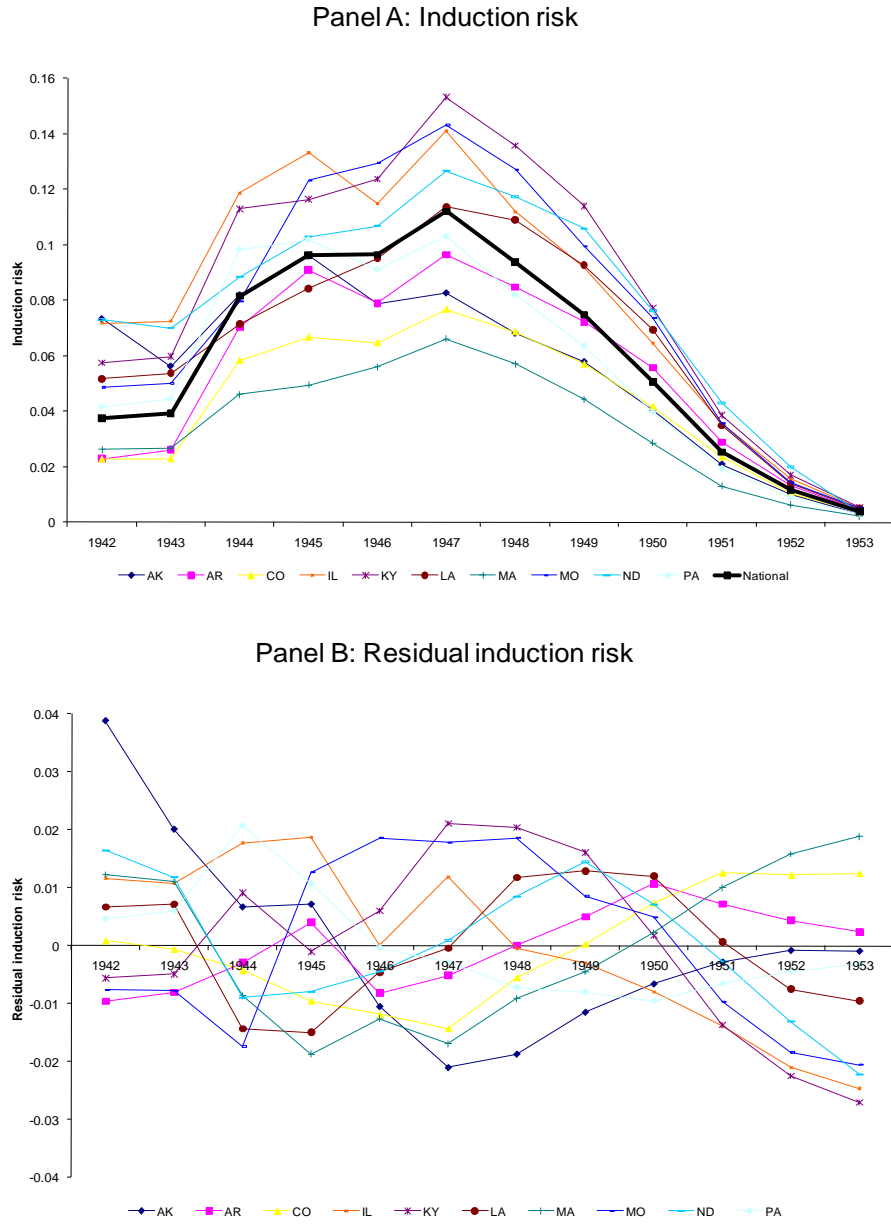 Panel A: Induction risk
0.16
0.14
0.12
0.1
0.08
0.06
0.04
0.02
0
Induction risk
1942 1943 1944 1945 1946 1947 1948 1949 1950 1951 1952 1953
AK AR CO IL KY LA MA MO ND PA National
Panel B: Residual induction risk
0.04
0.03
0.02
0.01
0
-0.01
-0.02
-0.03
-0.04
Residual induction risk
1942 1943 1944 1945 1946 1947 1948 1949 1950 1951 1952 1953
AK AR CO IL KY LA MA MO ND PA